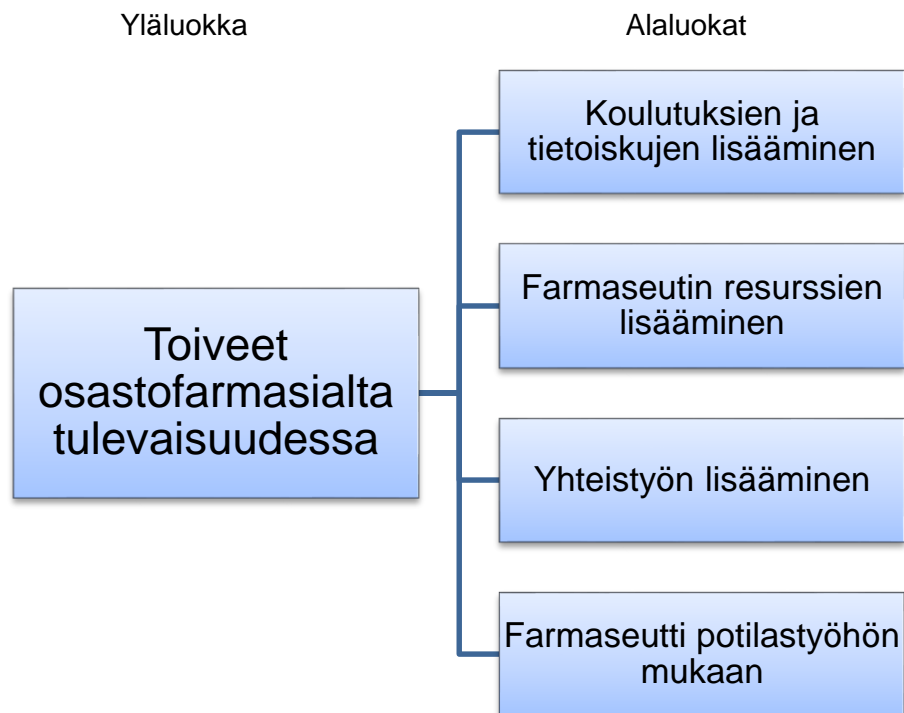 Yläluokka
Alaluokat
Koulutuksien ja
tietoiskujen lisääminen
Farmaseutin resurssien
lisääminen
Toiveet
osastofarmasialta
tulevaisuudessa
Yhteistyön lisääminen
Farmaseutti potilastyöhön
mukaan